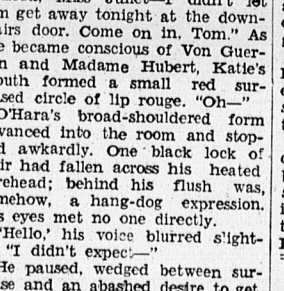 n get away tonight at the down-
irs door. Come on in, Tom." As
e became conscious of Von Guer-
n and Madame Hubert, Katie's
outh formed a small red sur-
sed circle of lip rouge. "Oh—"
O'Hara's broad-shouldered form
vanced into the room and stop-
d awkardly. One black lock of
ir had fallen across his heated
rehead; behind his flush was,
mehow, a hang-dog expression.
s eyes met no one directly.
'Hello,' his voice blurred slight-
"I didn't expect—"
He paused, wedged between sur-
se and an abashed desire to get